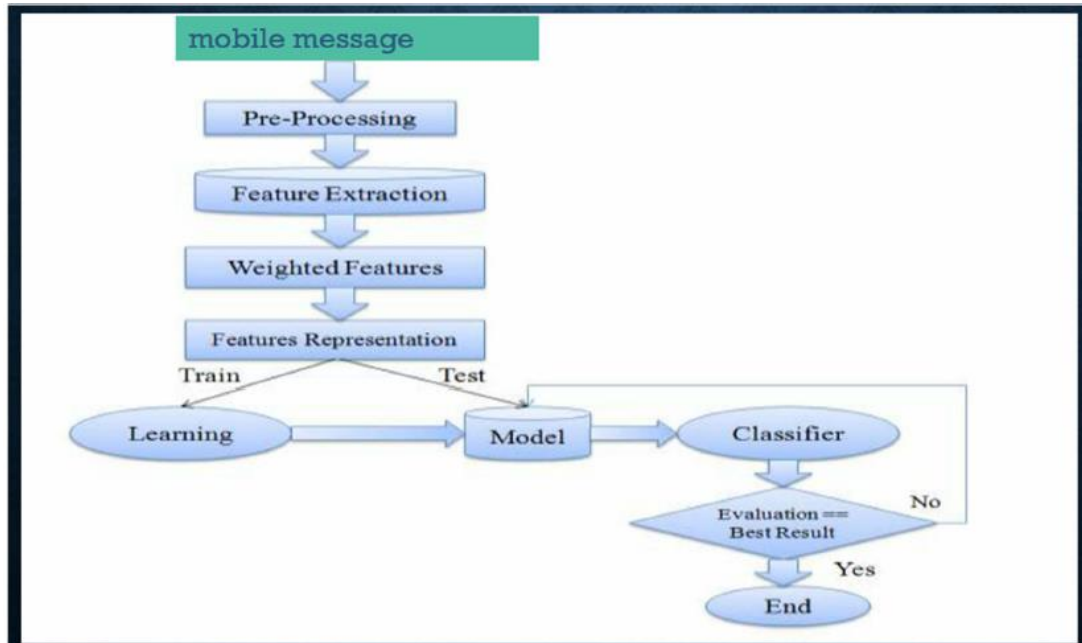 mobile message
Pre-Processing
Feature Extraction
Weighted Features
Features Representation
Train
Test
Learning
Model
Classifier
Evaluation ==
Best Result
No
Yes
End